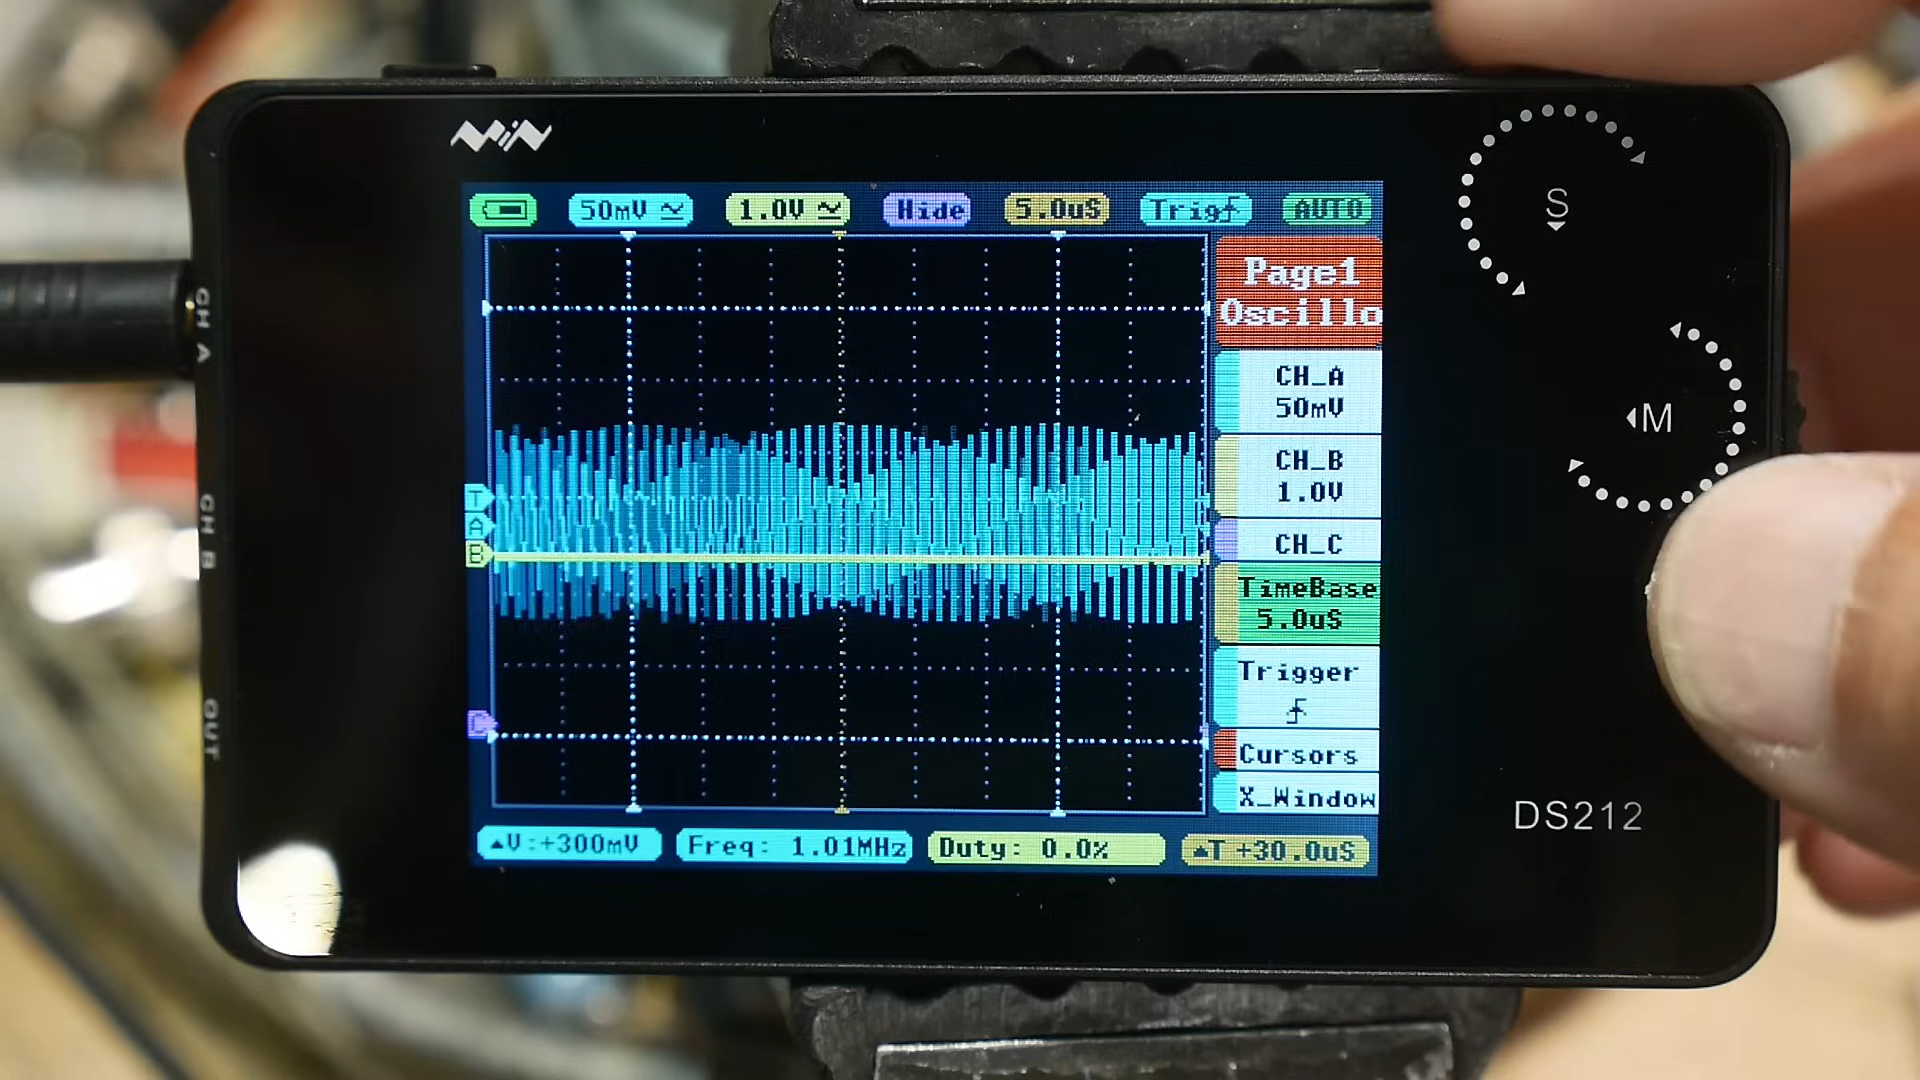 MiN
50mV
1.0V
Hide
5.0uS
Trig
AUTO
S
M
CH A
CH B
OUT
Page1
Oscillo
CH_A
50mV
CH_B
1.0V
CH_C
TimeBase
5.0uS
Trigger
Cursors
X_Window
T
A
B
C
▲V:+300mV
Freq: 1.01MHz
Duty: 0.0%
▲T +30.0uS
DS212